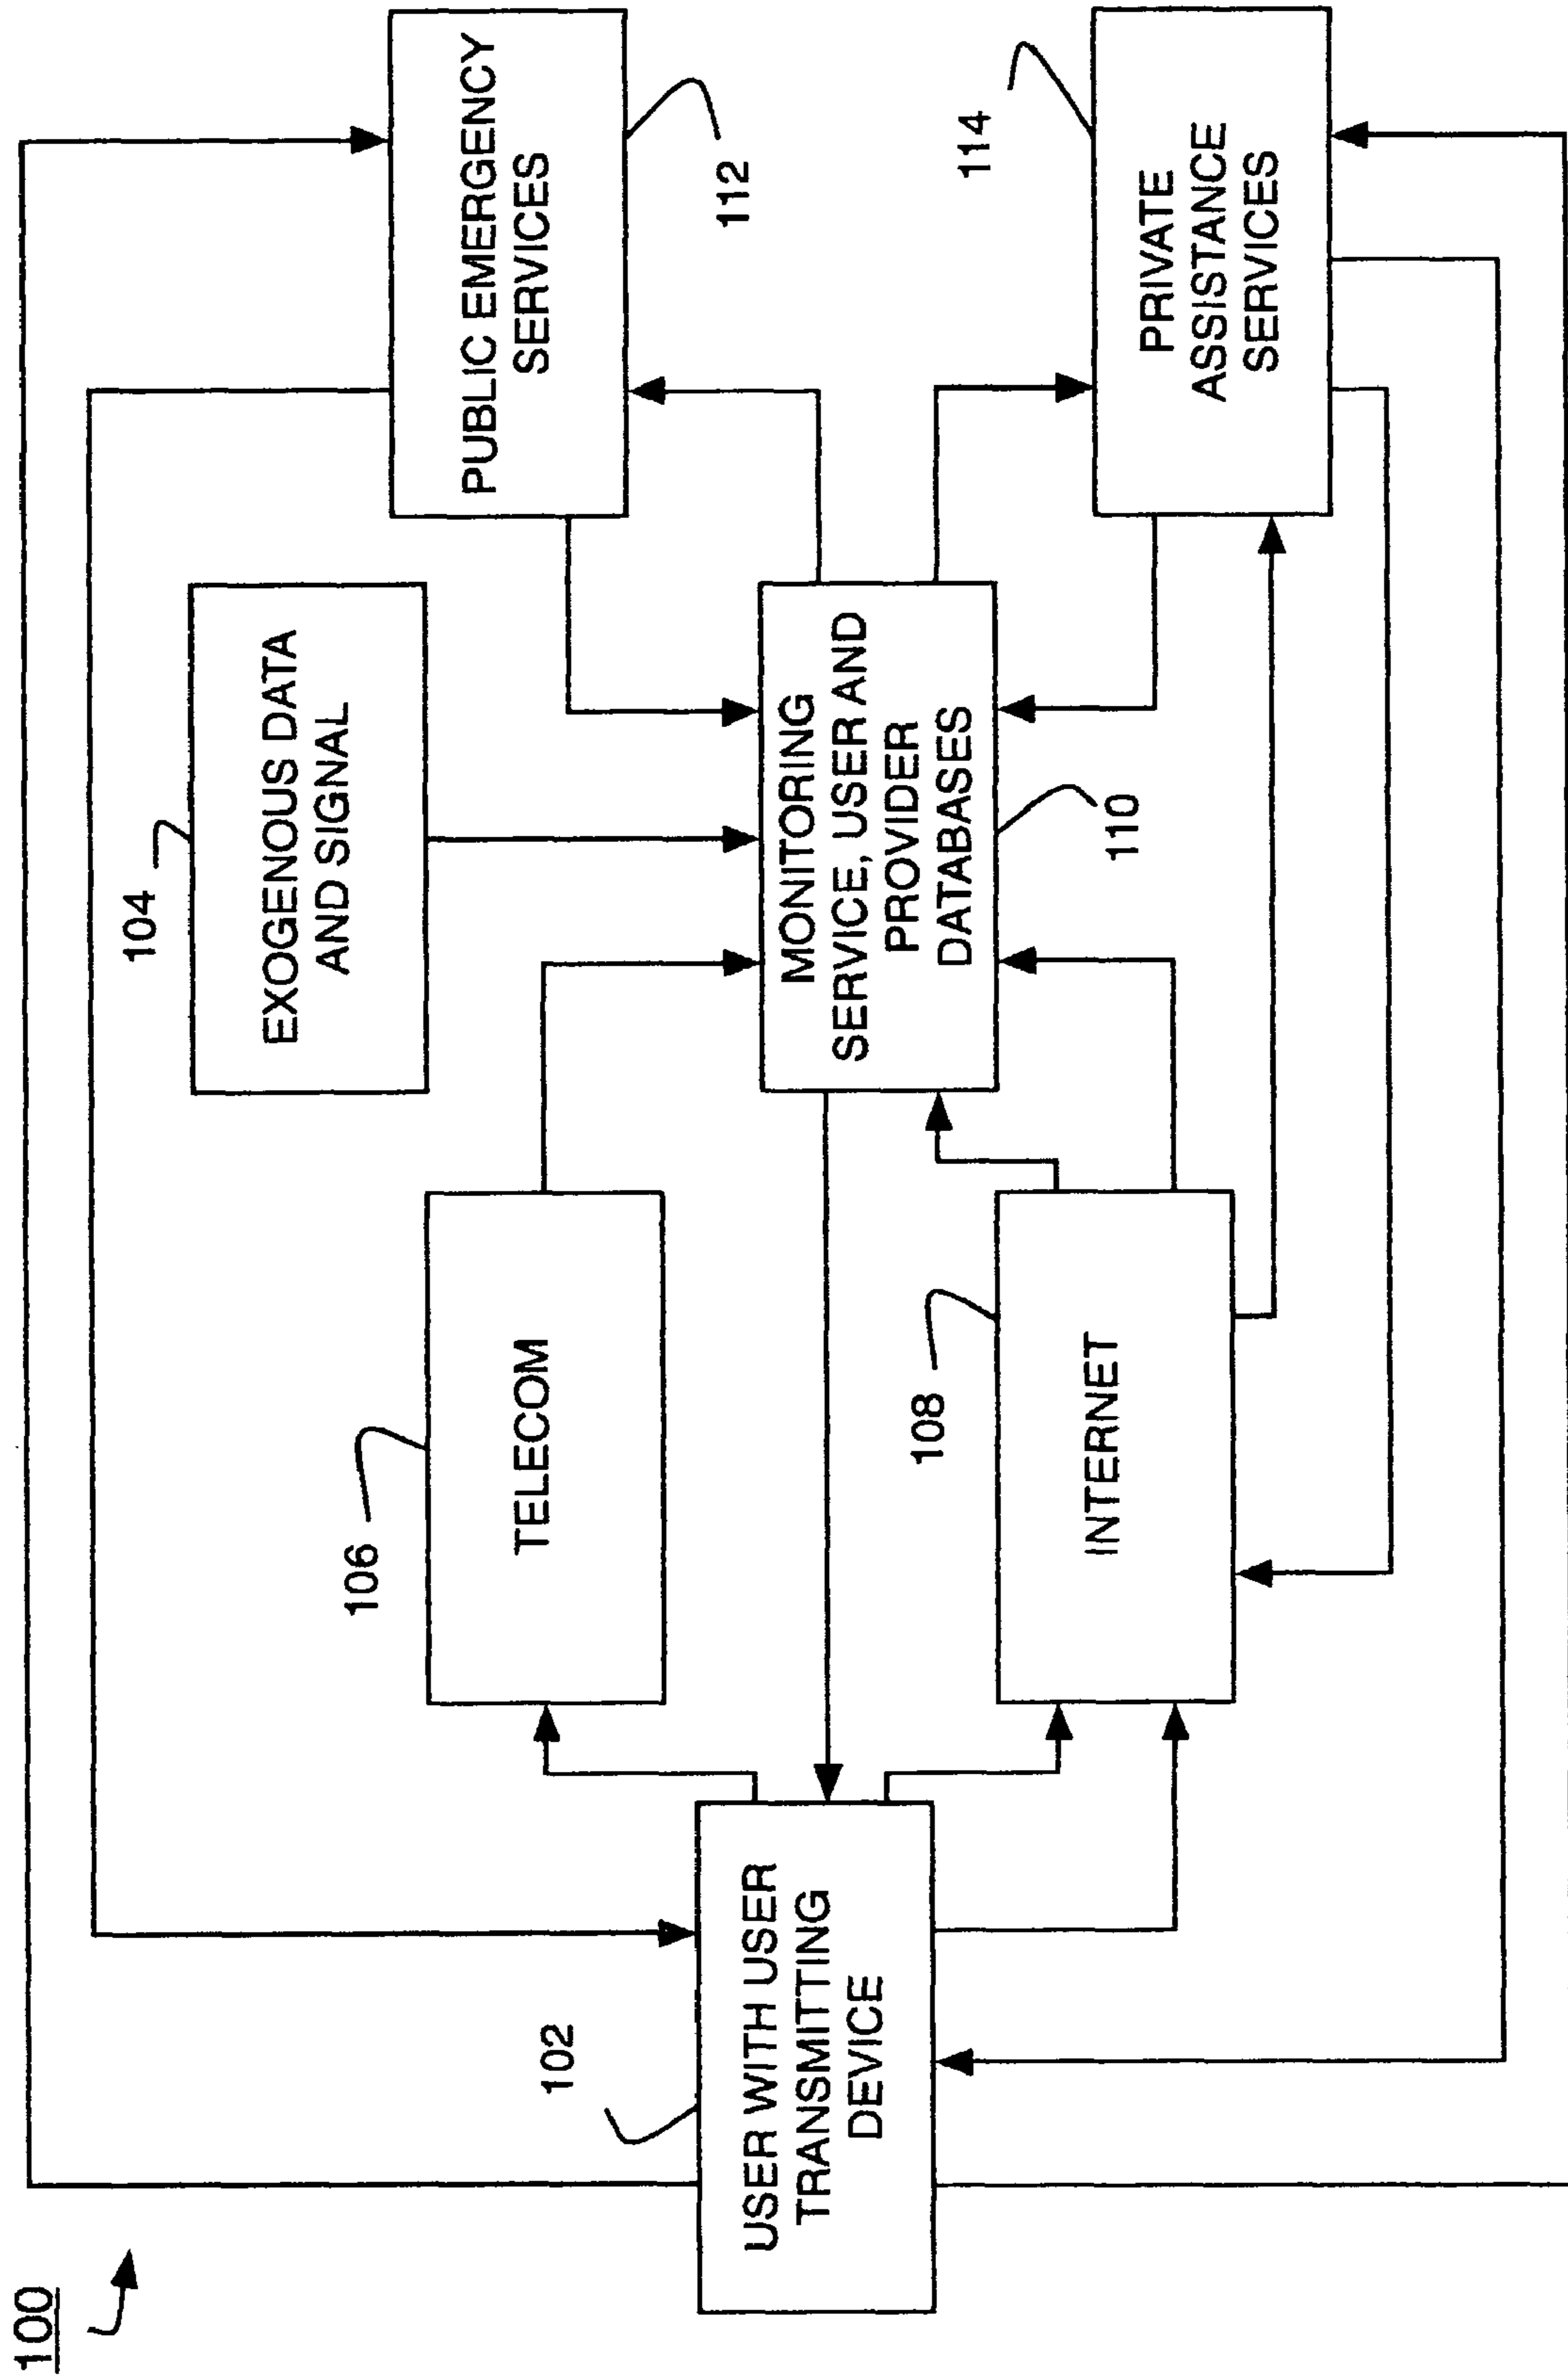 100
102
USER WITH USER
TRANSMITTING
DEVICE
104
EXOGENOUS DATA
AND SIGNAL
106
TELECOM
108
INTERNET
MONITORING
SERVICE, USER AND
PROVIDER
DATABASES
110
PUBLIC EMERGENCY
SERVICES
112
114
PRIVATE
ASSISTANCE
SERVICES